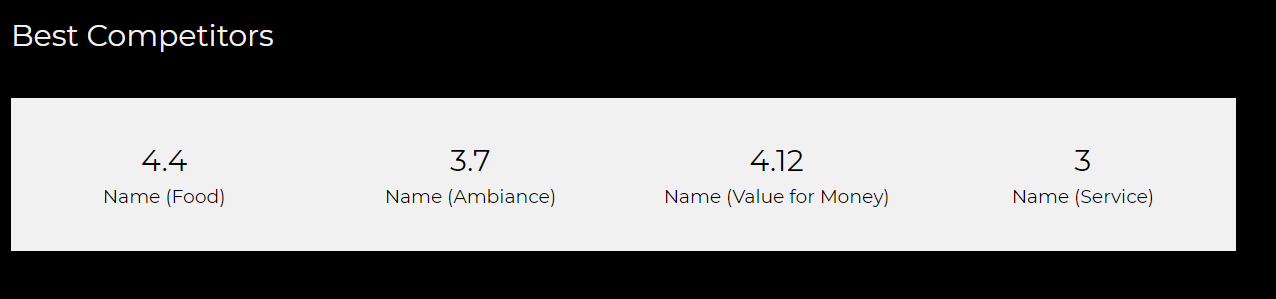 Best Competitors
4.4 3.7 4.12 3
Name (Food) Name (Ambiance) Name (Value for Money) Name (Service)